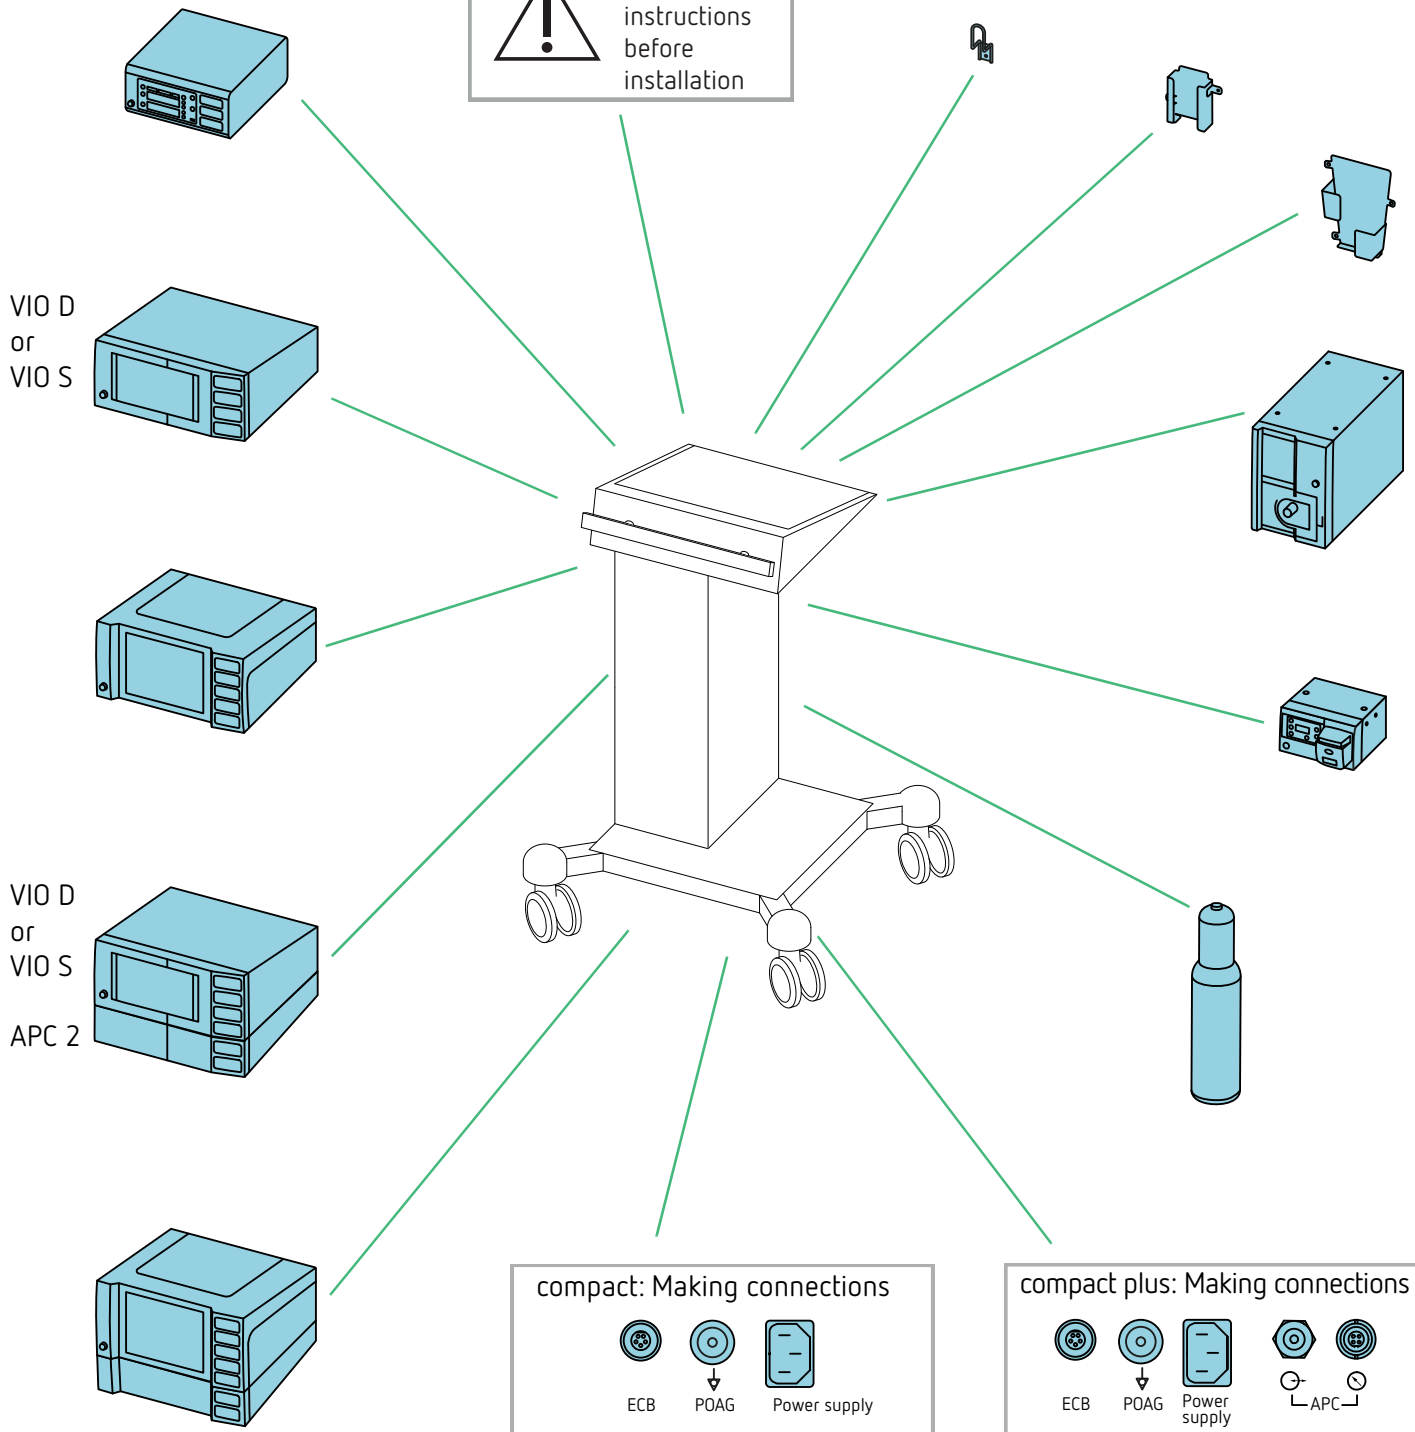 instructions
before
installation
VIO D
or
VIO S
VIO D
or
VIO S
APC 2
compact: Making connections
ECB POAG Power supply
compact plus: Making connections
ECB POAG Power
supply
APC